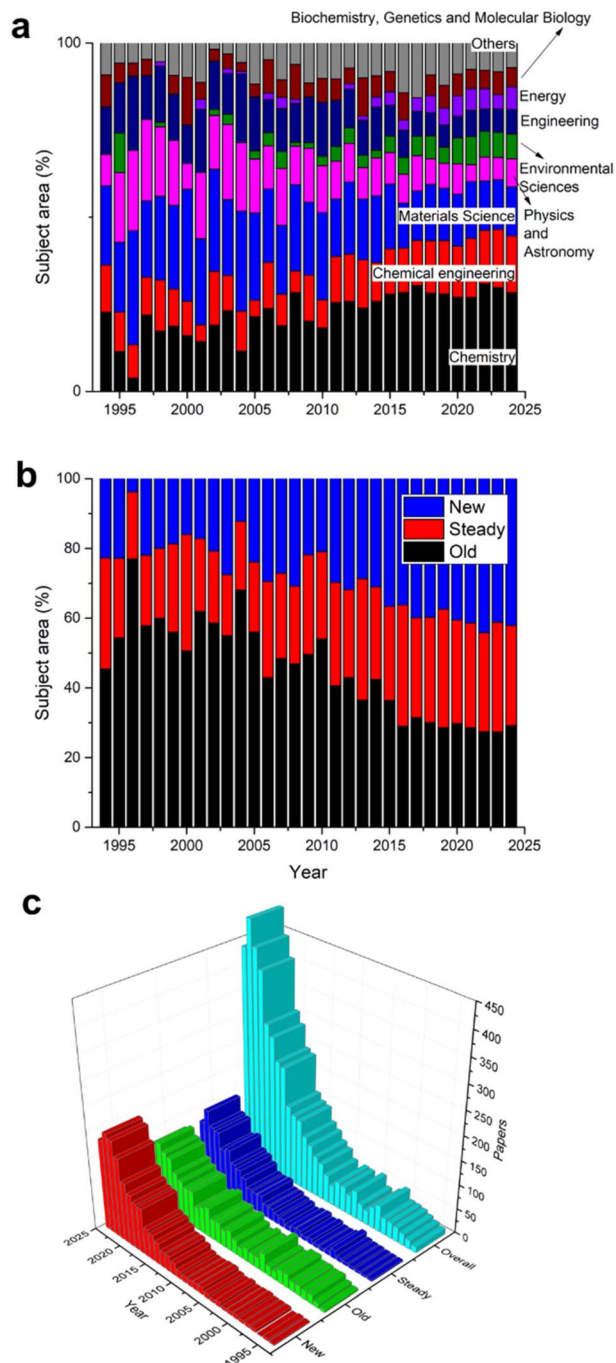 a
Biochemistry, Genetics and Molecular Biology
100
Others
Energy
Engineering
Environmental
Sciences
Materials Science
Physics
and
Astronomy
Chemical engineering
Chemistry
Subject area (%)
0
1995 2000 2005 2010 2015 2020 2025
b
100
New
Steady
Old
80
60
40
20
0
Subject area (%)
1995 2000 2005 2010 2015 2020 2025
Year
c
450
400
350
300
250
200
150
100
50
0
Papers
Overall
Steady
Old
New
2025
2020
2015
2010
2005
2000
1995
Year